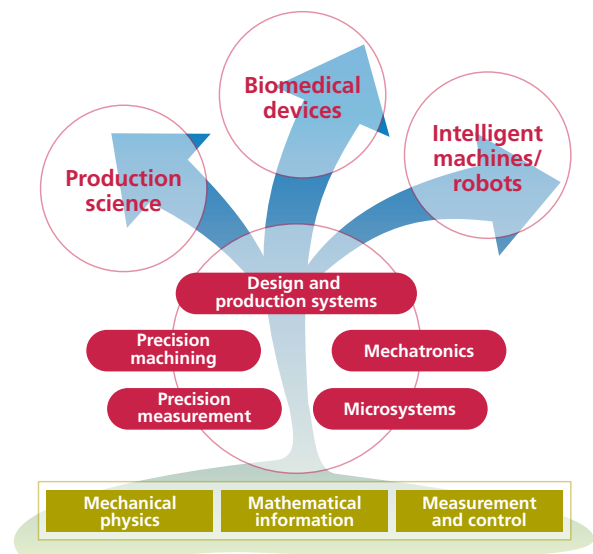 Biomedical
devices
Intelligent
machines/
robots
Production
science
Design and
production systems
Precision
machining
Mechatronics
Precision
measurement
Microsystems
Mechanical
physics
Mathematical
information
Measurement
and control